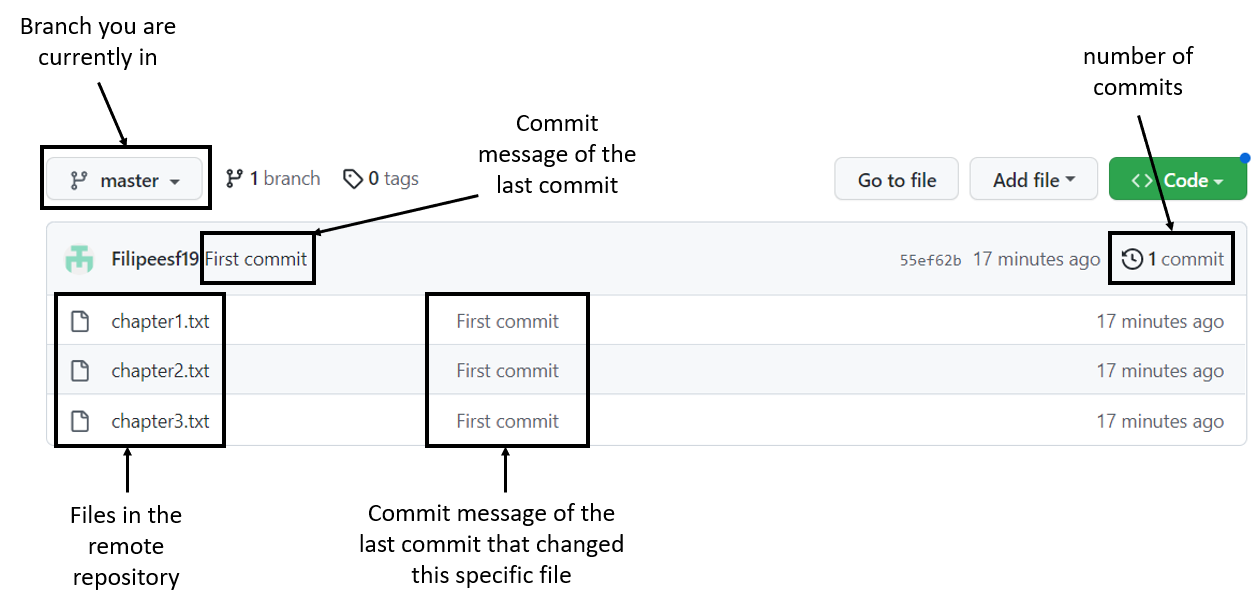 Branch you are
currently in
number of
commits
Commit
message of the
last commit
master
1 branch
0 tags
Go to file
Add file
<> Code
Filipeesf19
First commit
55ef62b
17 minutes ago
1 commit
chapter1.txt
First commit
17 minutes ago
chapter2.txt
First commit
17 minutes ago
chapter3.txt
First commit
17 minutes ago
Files in the
remote
repository
Commit message of the
last commit that changed
this specific file